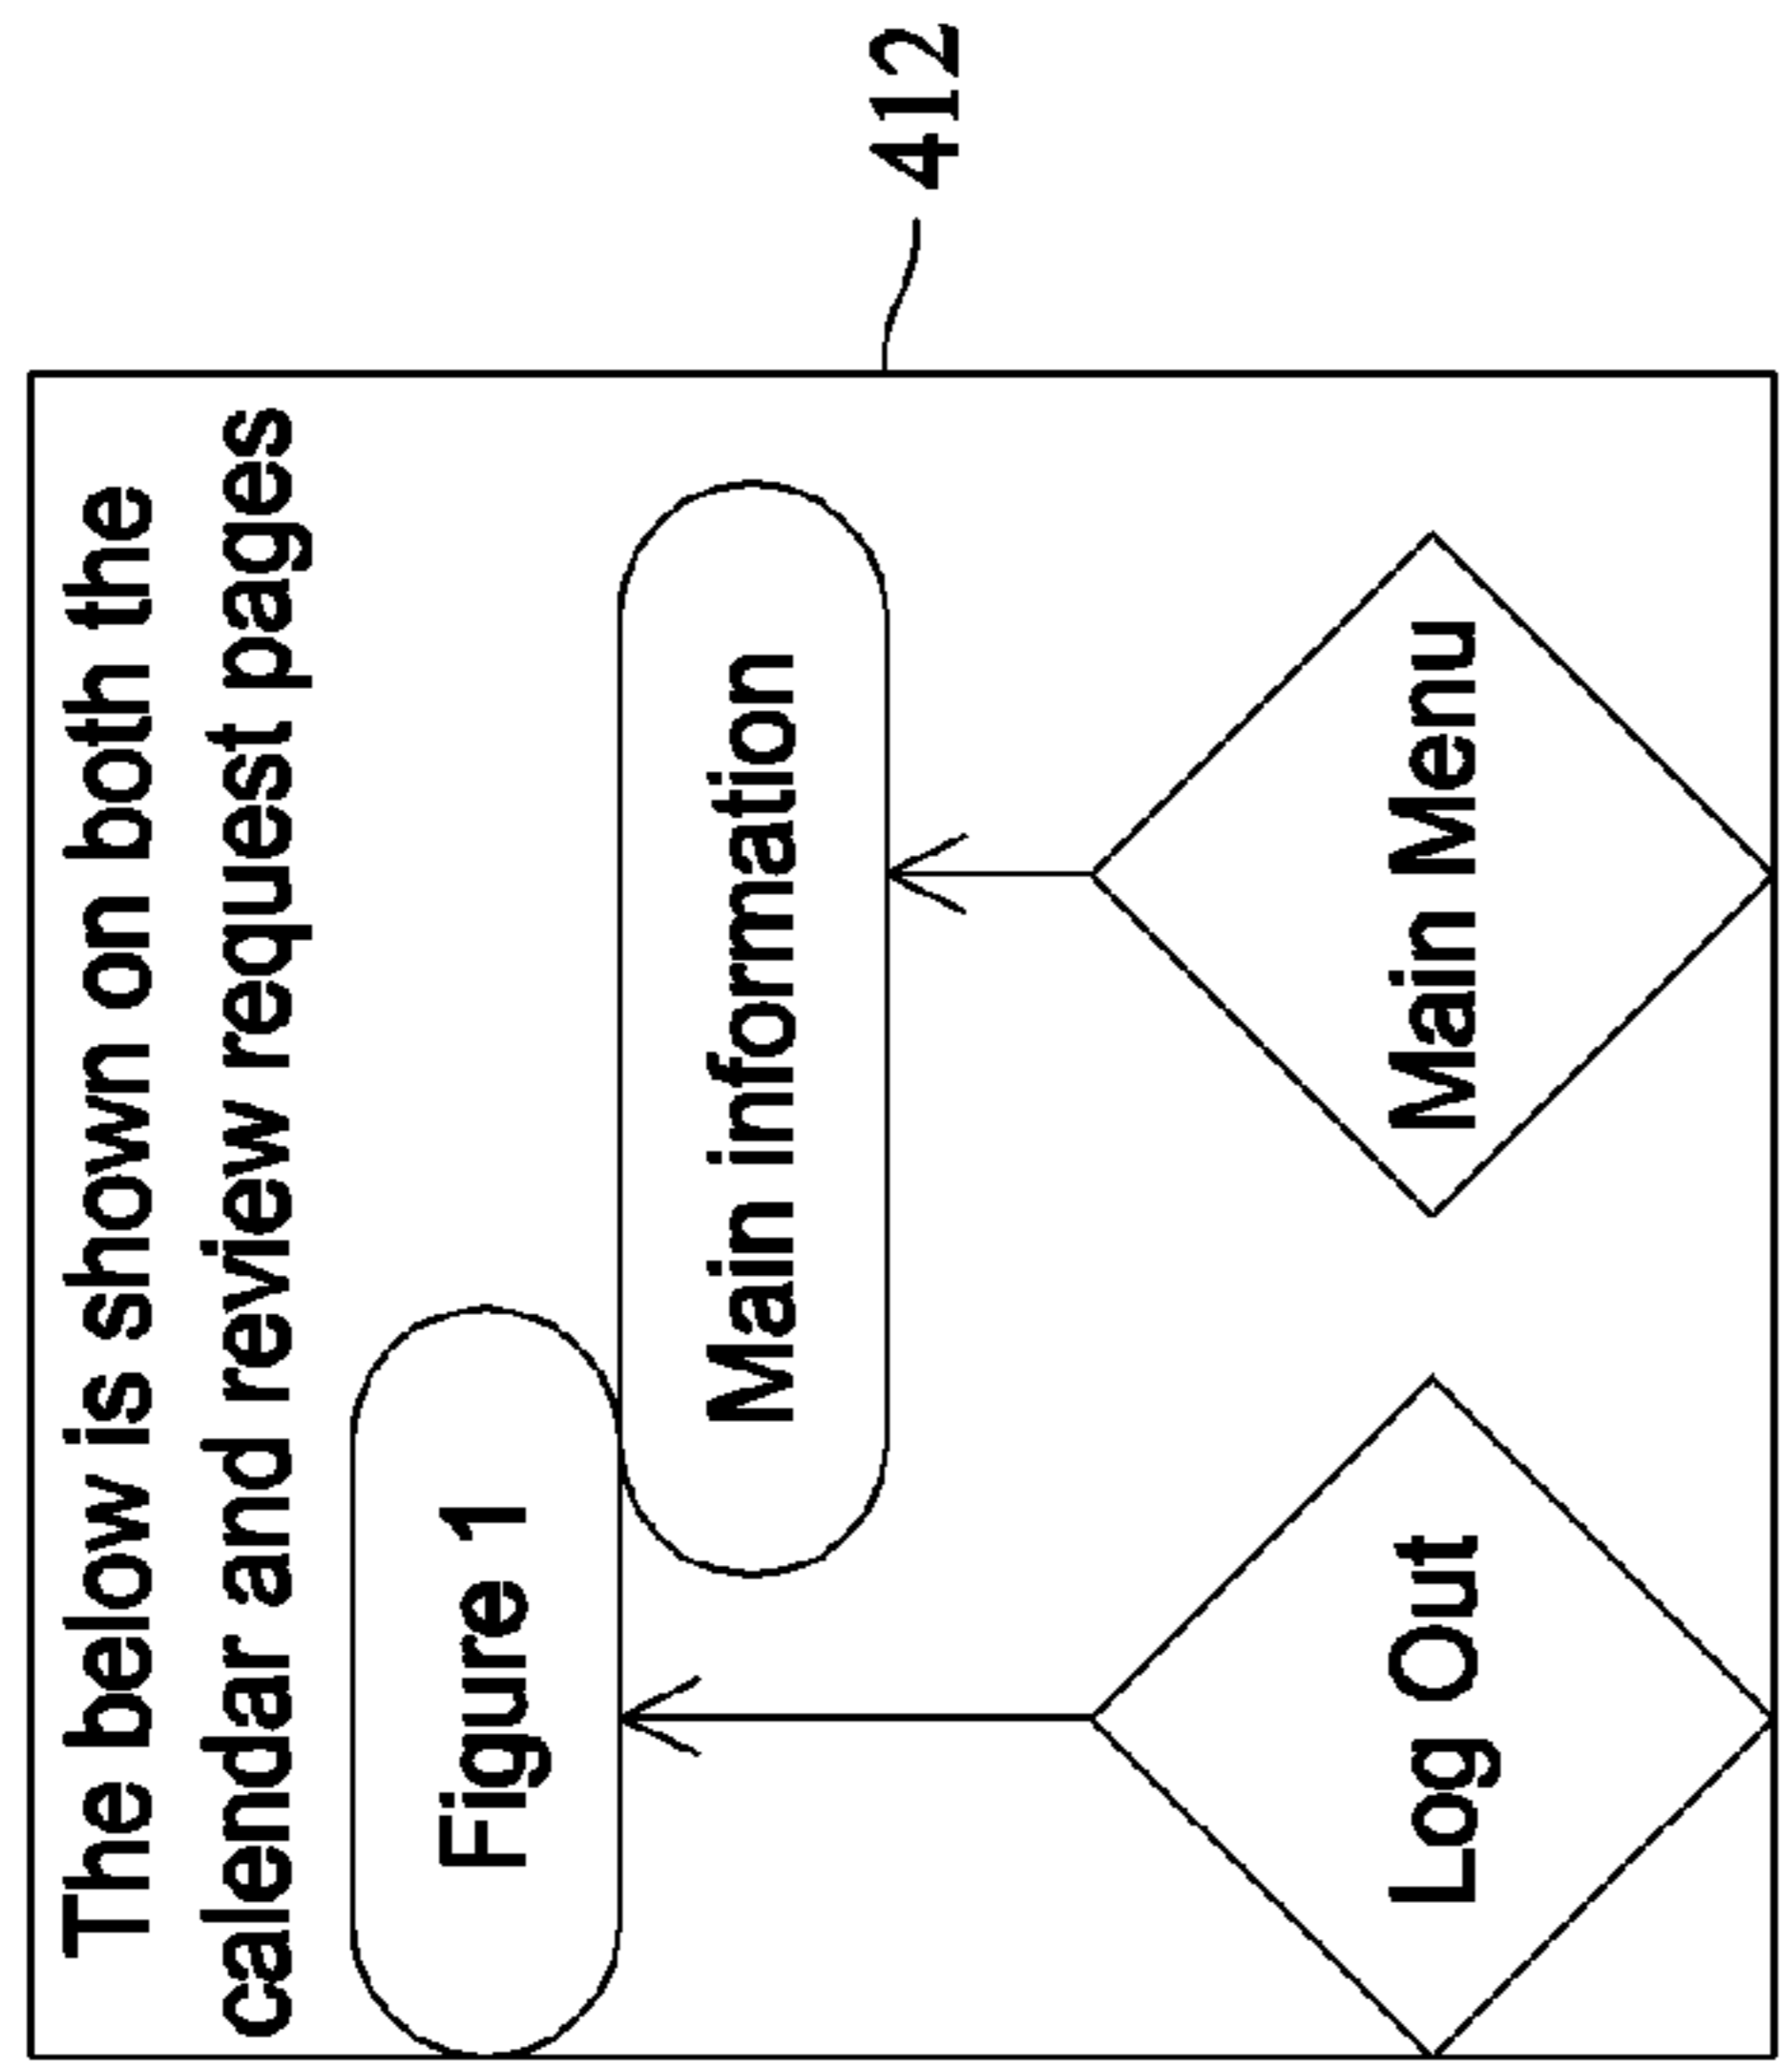 The below is shown on both the
calendar and review request pages
Figure 1
Main information
Log Out
Main Menu
412